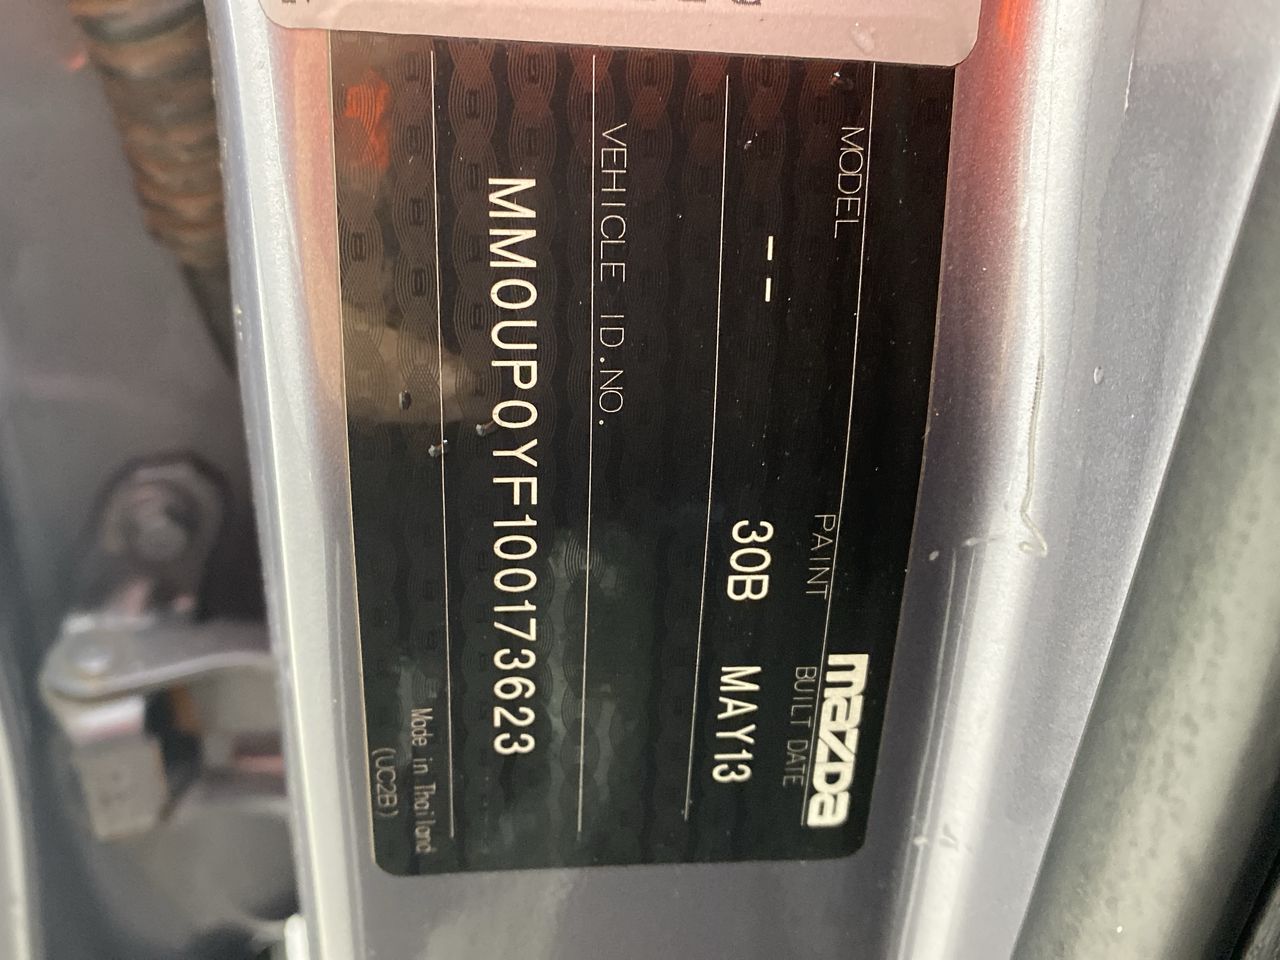 mazda
MODEL PAINT BUILT DATE
-- 30B MAY13
VEHICLE ID.NO.
MM0UP0YF100173623
Made in Thailand
(UC2B)